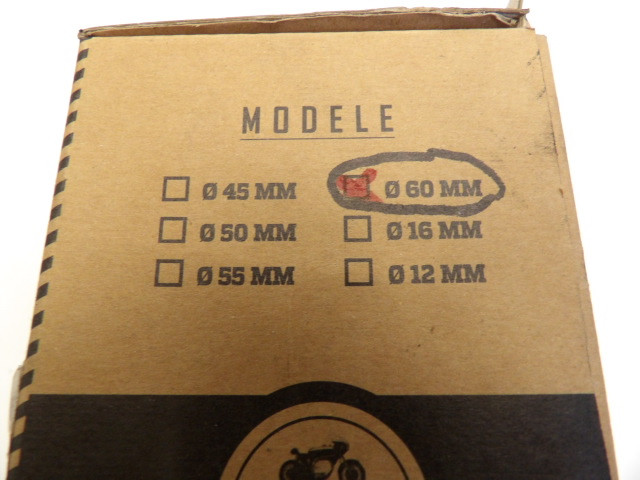 MODELE
Ø 45 MM Ø 60 MM
Ø 50 MM Ø 16 MM
Ø 55 MM Ø 12 MM